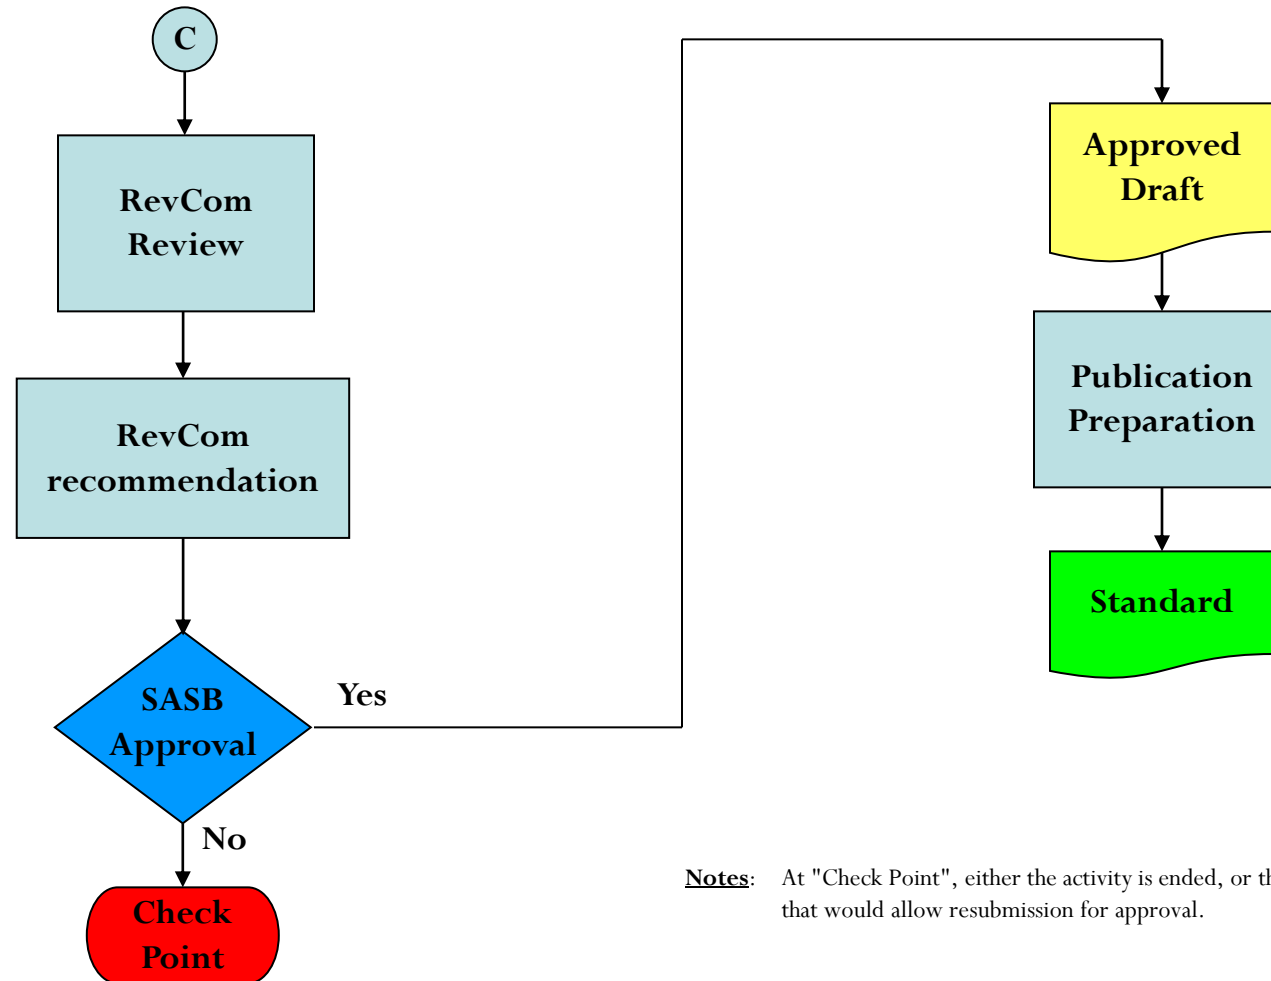 C
RevCom
Review
RevCom
recommendation
SASB
Approval
Yes
No
Check
Point
Approved
Draft
Publication
Preparation
Standard
Notes: At "Check Point", either the activity is ended, or
that would allow resubmission for approval.